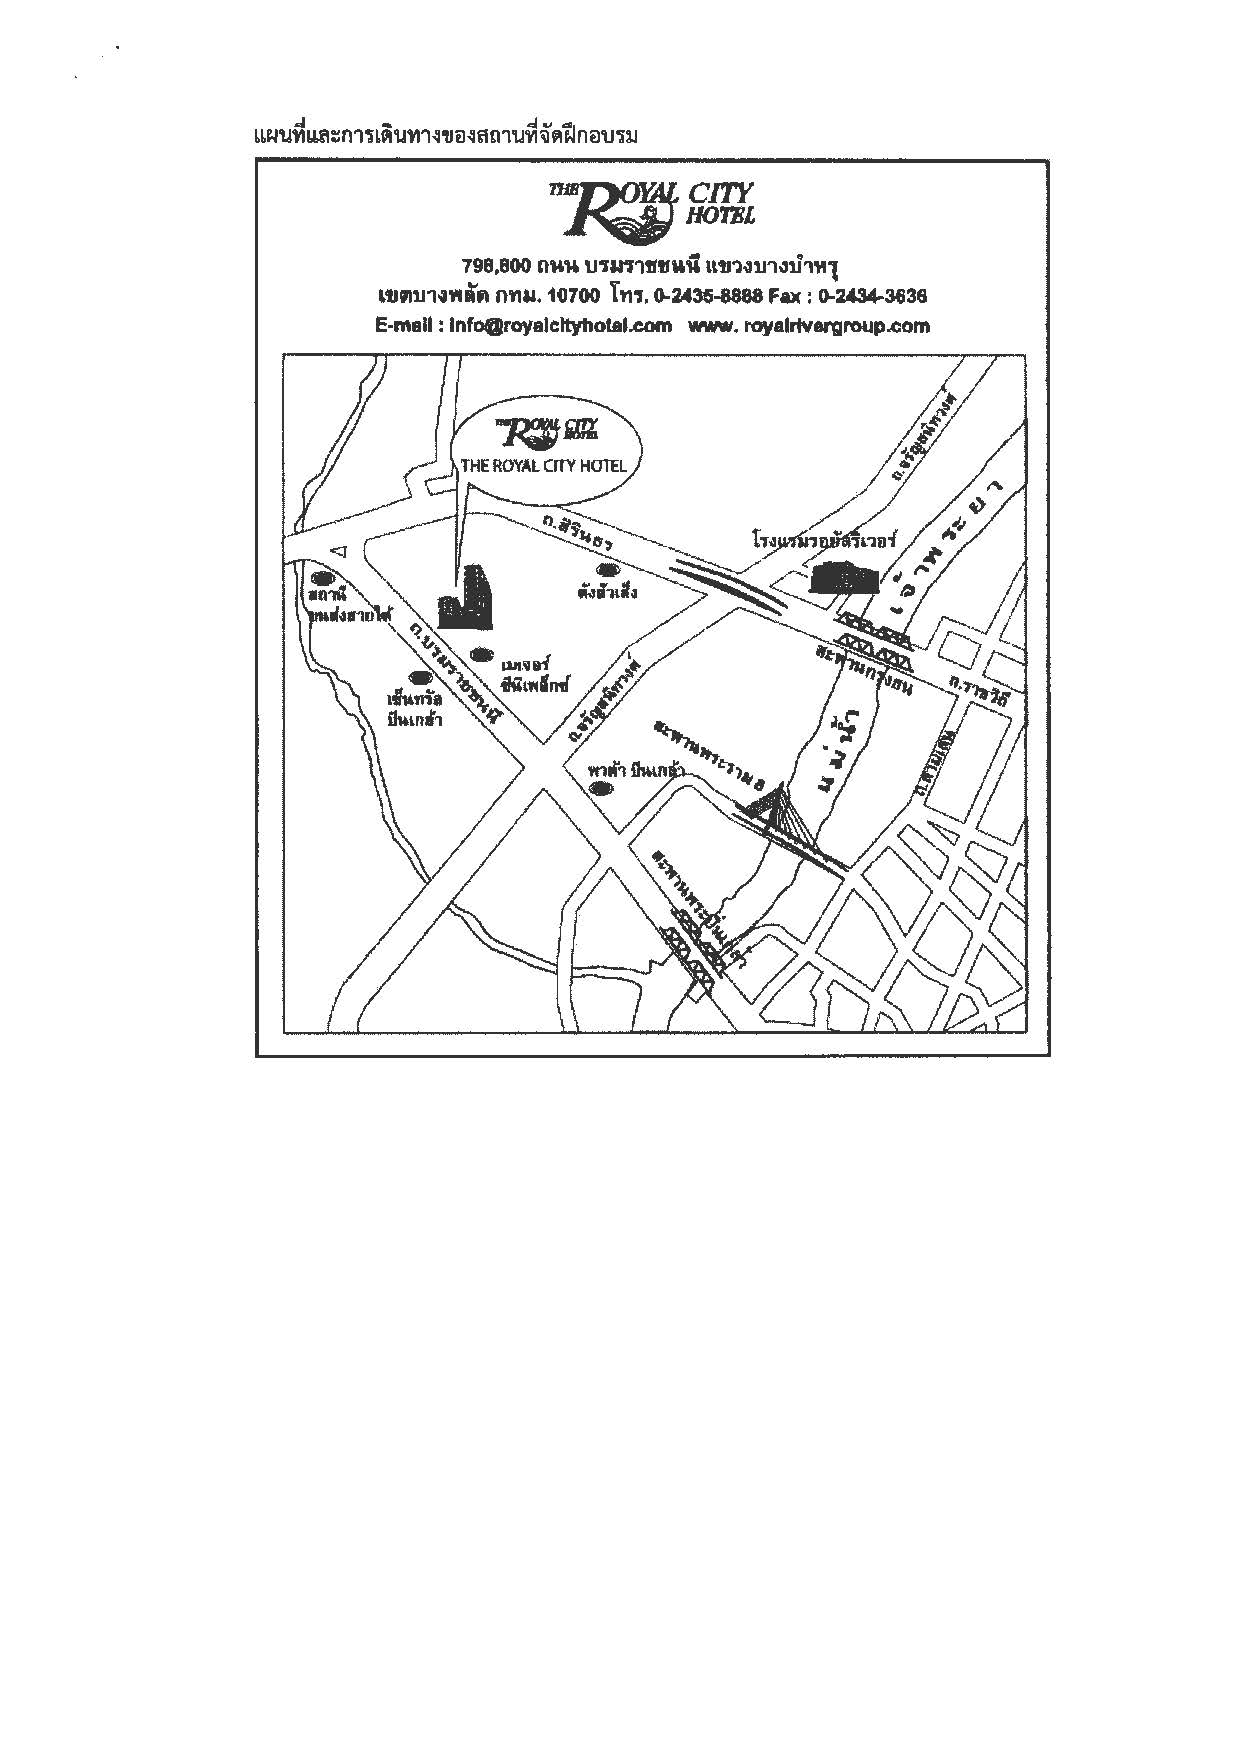 แผนที่และการเดินทางของสถานที่จัดฝึกอบรม
THE ROYAL CITY
HOTEL
798,800 ถนน บรมราชชนนี แขวงบางบำหรุ
เขตบางพลัด กทม. 10700 โทร. 0-2435-8888 Fax : 0-2434-3636
E-mail : info@royalcityhotel.com www. royalrivergroup.com
ถ.จรัญสนิทวงศ์
THE ROYAL CITY
HOTEL
THE ROYAL CITY HOTEL
ถ.สิรินธร
โรงแรมรอยัลริเวอร์
แม่น้ำ
เจ้าพระยา
สถานี
ขนส่งสายใต้
ตั้งฮั่วเส็ง
ถ.บรมราชชนนี
เมเจอร์
ซีนีเพล็กซ์
เซ็นทรัล
ปิ่นเกล้า
ถ.จรัญสนิทวงศ์
สะพานกรุงธน
ถ.ราชวิถี
สะพานพระราม 8
ถ.สามเสน
พาต้า ปิ่นเกล้า
สะพานพระปิ่นเกล้า